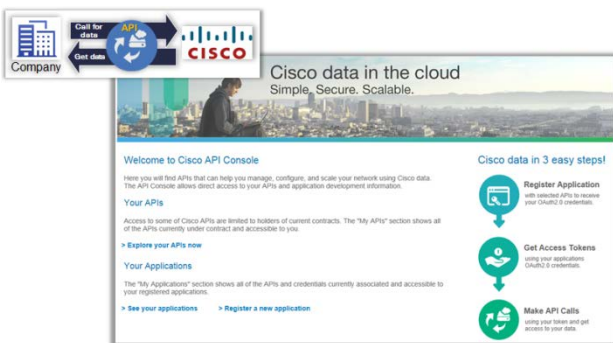 Call for
data
API
Get data
Company
CISCO
Cisco data in the cloud
Simple, Secure. Scalable.
Welcome to Cisco API Console
Here you will find APIs that can help you manage, configure, and scale your network using Cisco data.
The API Console allows direct access to your APIs and application development information.
Your APIs
Access to some of Cisco APIs are limited to holders of current contracts. The "My APIs" section shows all
of the APIs currently under contract and accessible to you
> Explore your APIs now
Your Applications
The "My Applications" section shows all of the APIs and credentials currently associated and accessible to
your registered applications.
> See your applications > Register a new application
Cisco data in 3 easy steps!
Register Application
with selected APIs to receive
your OAuth2.0 credentials.
Get Access Tokens
using your applications
OAuth2.0 credentials.
Make API Calls
using your token and get
access to your data.